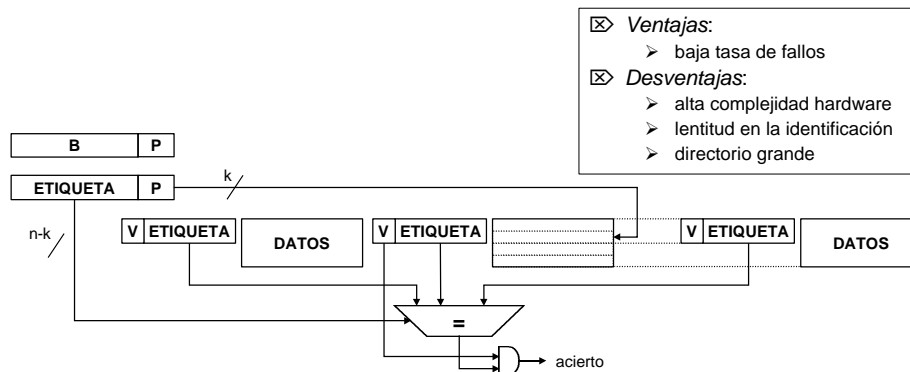 Ventajas:
baja tasa de fallos
Desventajas:
alta complejidad hardware
lentitud en la identificación
directorio grande
B P
ETIQUETA P
k
n-k
V ETIQUETA DATOS V ETIQUETA V ETIQUETA DATOS
=
acierto